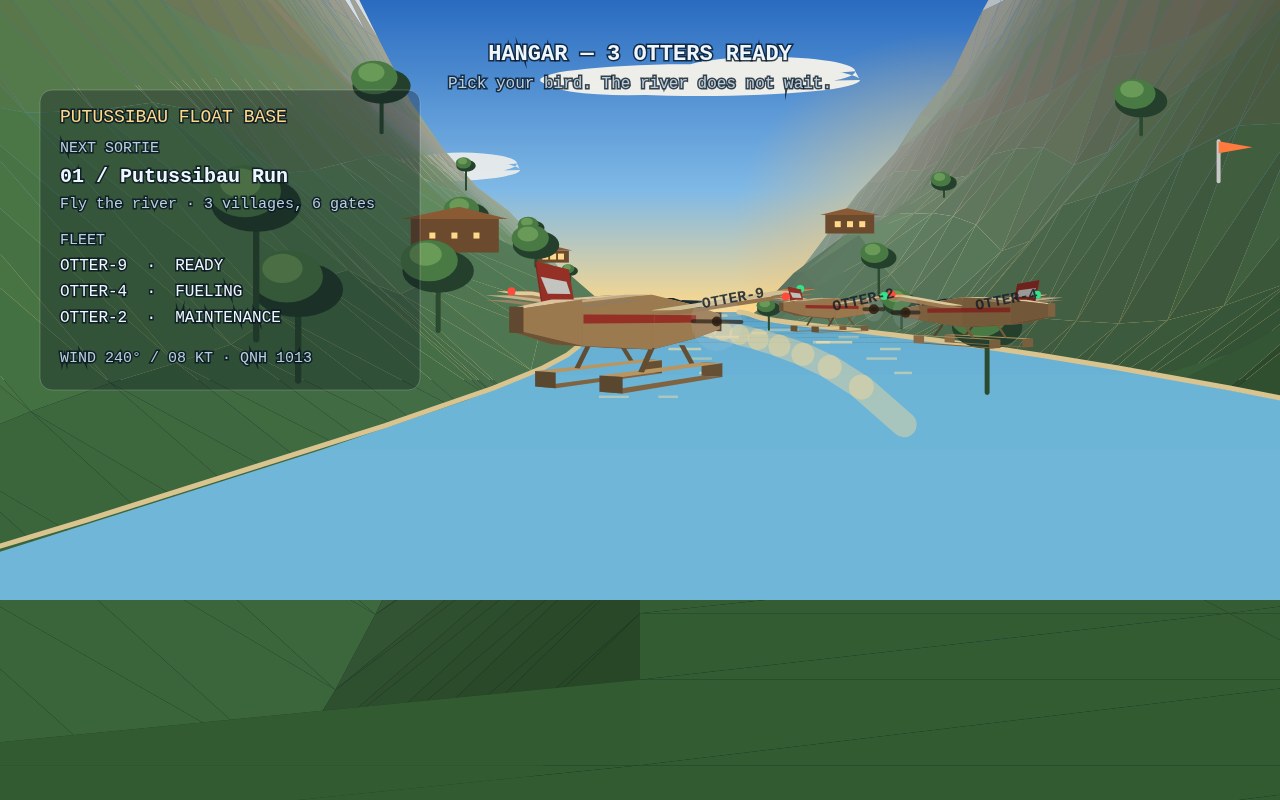 HANGAR — 3 OTTERS READY
Pick your bird. The river does not wait.
PUTUSSIBAU FLOAT BASE
NEXT SORTIE
01 / Putussibau Run
Fly the river · 3 villages, 6 gates
FLEET
OTTER-9 · READY
OTTER-4 · FUELING
OTTER-2 · MAINTENANCE
WIND 240° / 08 KT · QNH 1013
OTTER-9
OTTER-2
OTTER-4